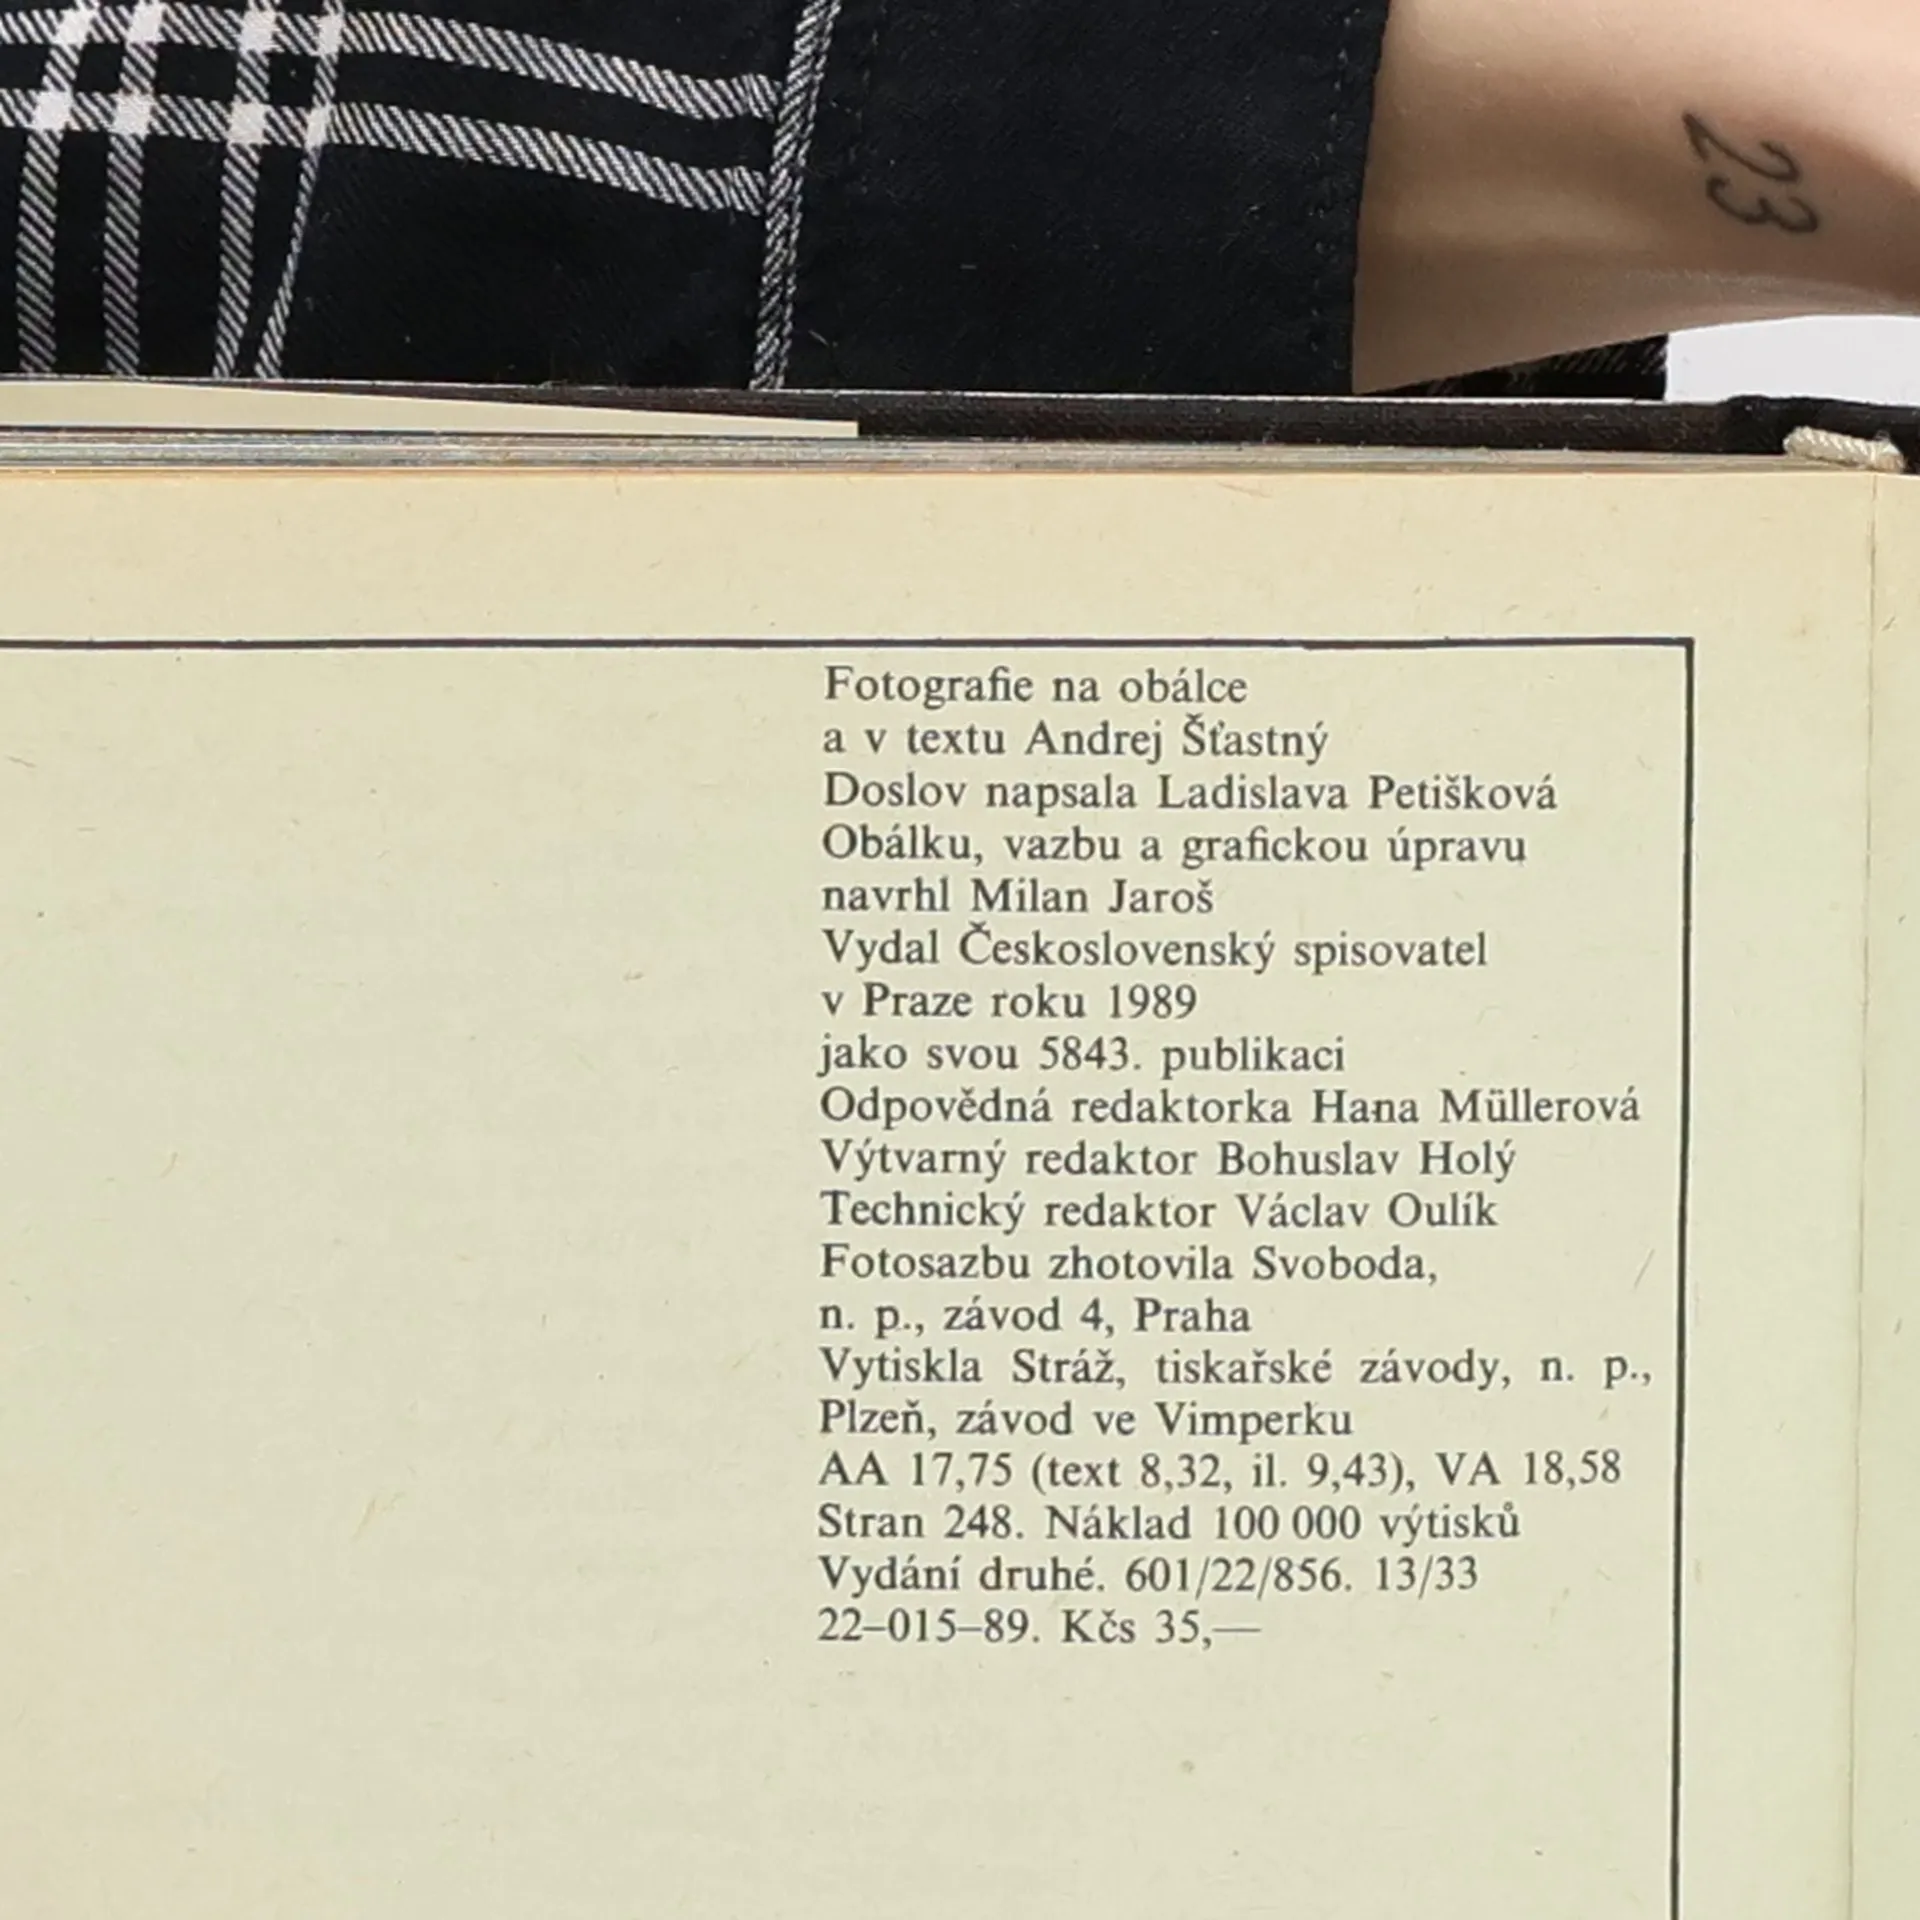 23
Fotografie na obálce
a v textu Andrej Šťastný
Doslov napsala Ladislava Petišková
Obálku, vazbu a grafickou úpravu
navrhl Milan Jaroš
Vydal Československý spisovatel
v Praze roku 1989
jako svou 5843. publikaci
Odpovědná redaktorka Hana Müllerová
Výtvarný redaktor Bohuslav Holý
Technický redaktor Václav Oulík
Fotosazbu zhotovila Svoboda,
n. p., závod 4, Praha
Vytiskla Stráž, tiskařské závody, n. p.,
Plzeň, závod ve Vimperku
AA 17,75 (text 8,32, il. 9,43), VA 18,58
Stran 248. Náklad 100 000 výtisků
Vydání druhé. 601/22/856. 13/33
22–015–89. Kčs 35,—